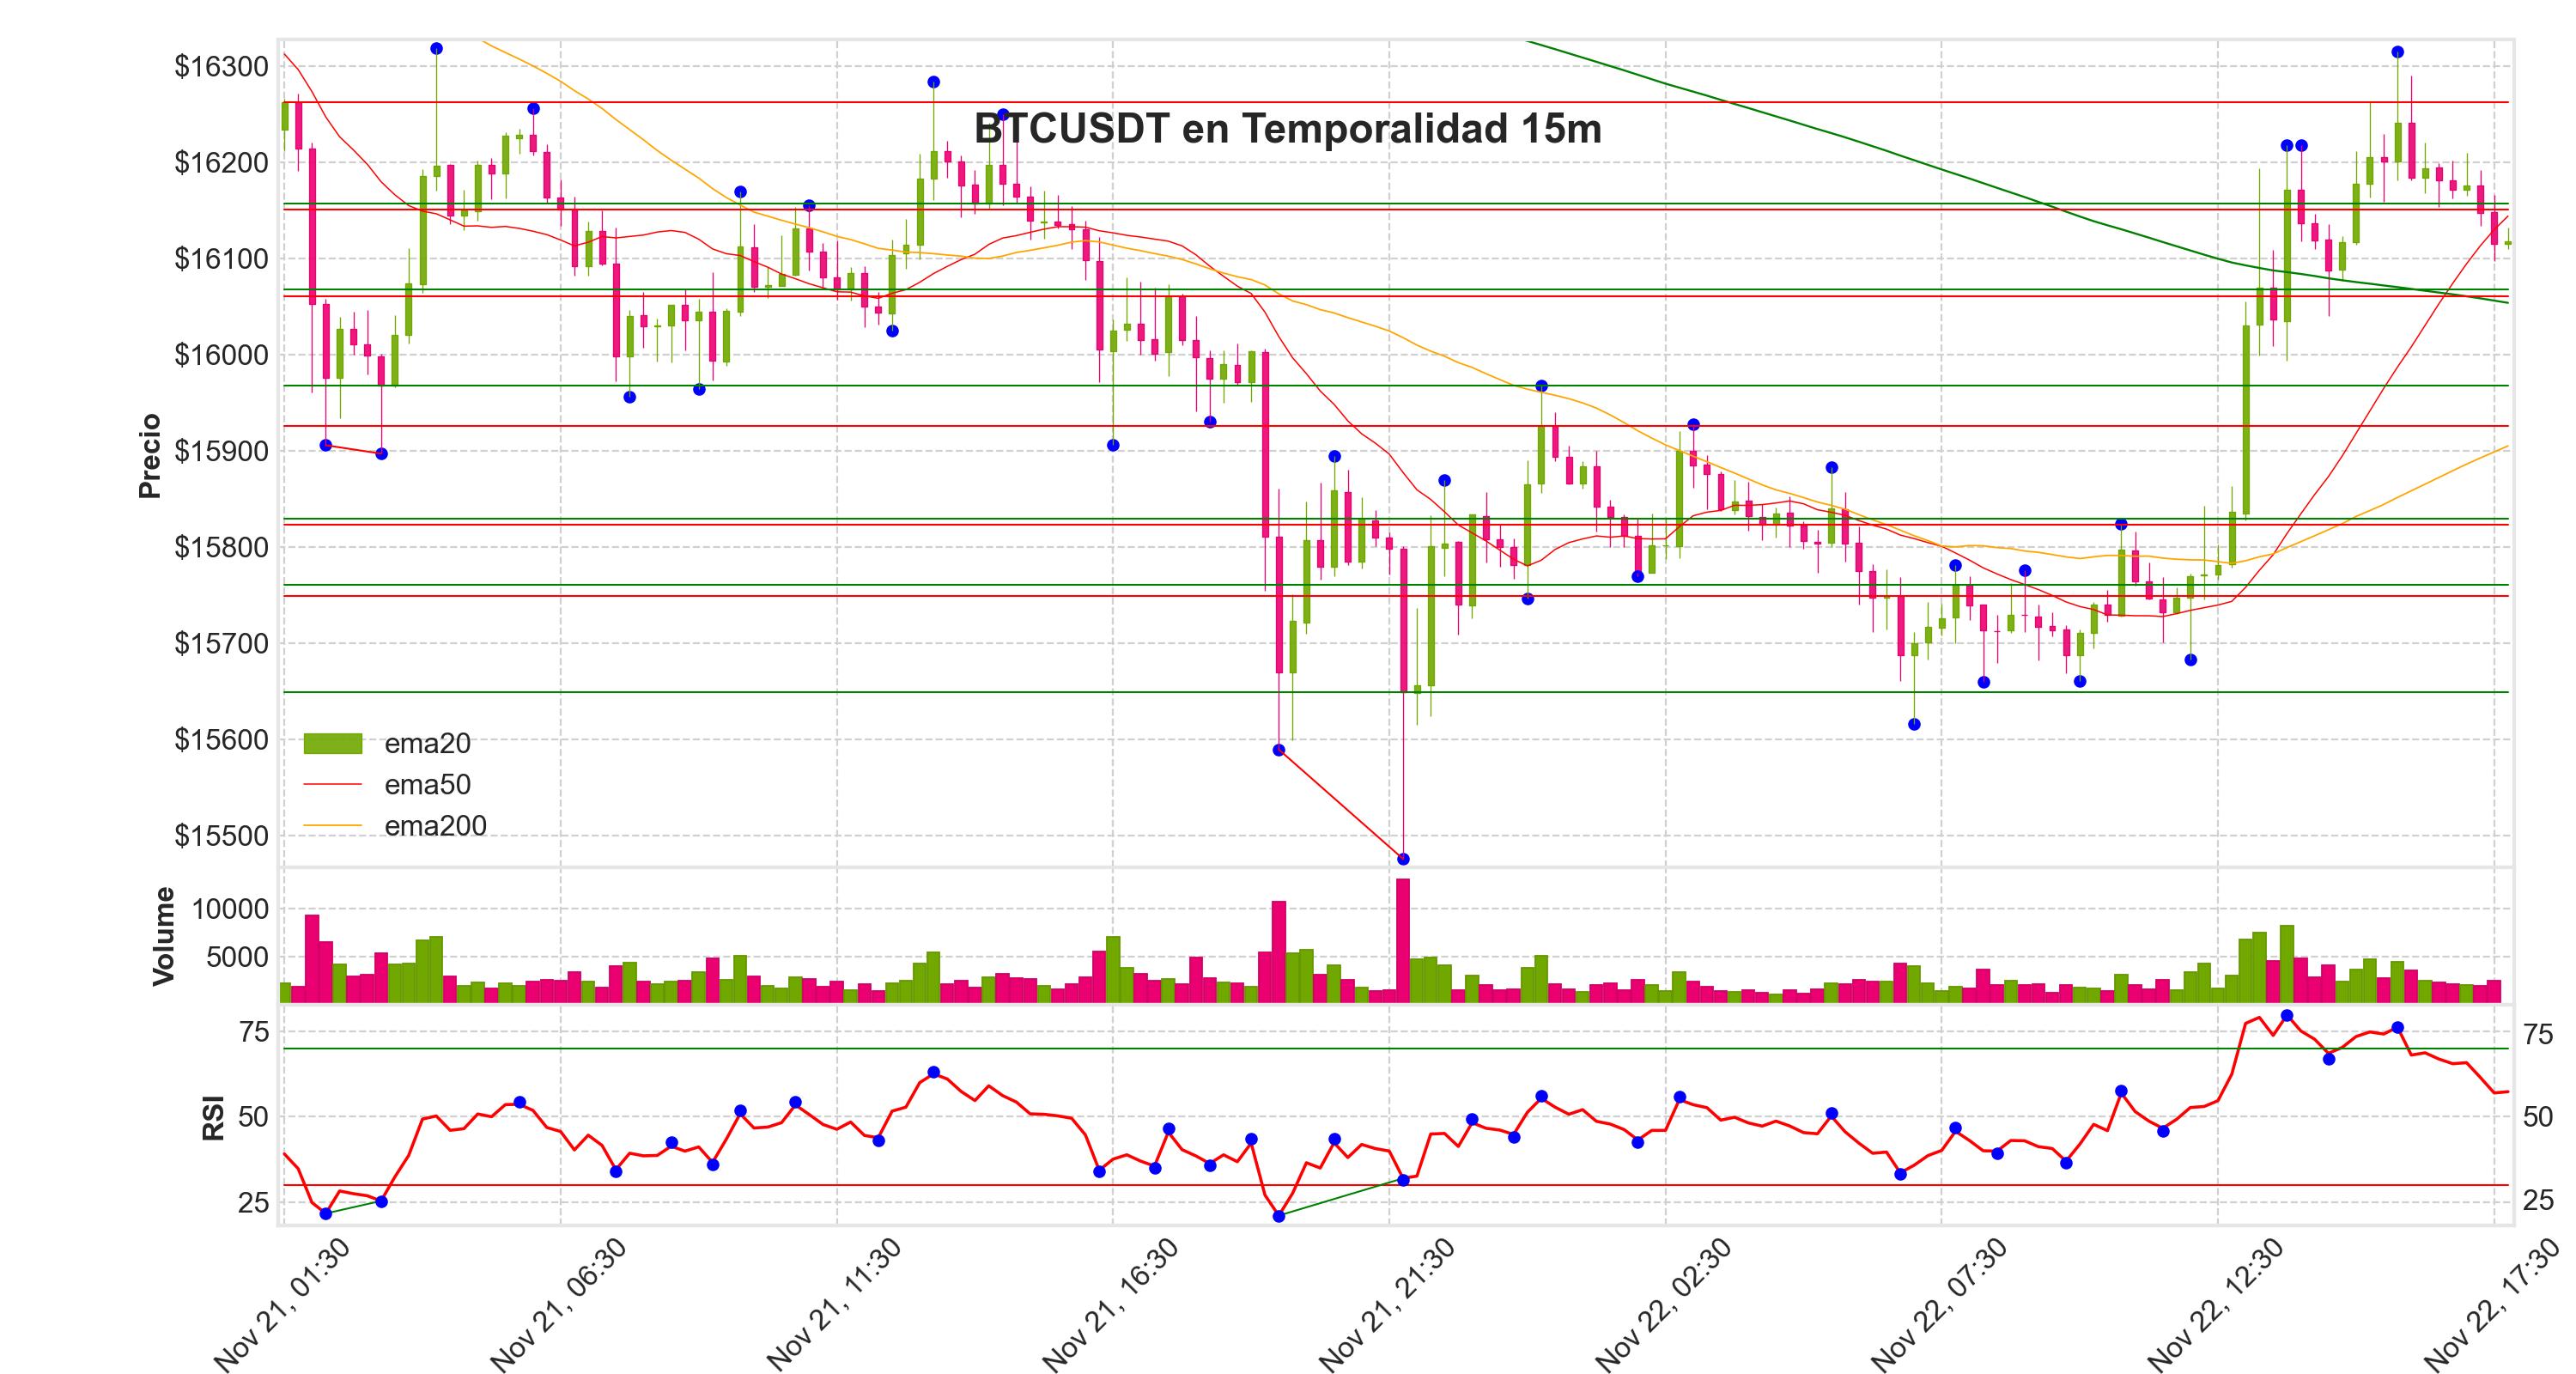 BTCUSDT en Temporalidad 15m
Precio
$16300
$16200
$16100
$16000
$15900
$15800
$15700
$15600
$15500
ema20
ema50
ema200
Volume
10000
5000
RSI
75
50
25
75
50
25
Nov 21, 01:30
Nov 21, 06:30
Nov 21, 11:30
Nov 21, 16:30
Nov 21, 21:30
Nov 22, 02:30
Nov 22, 07:30
Nov 22, 12:30
Nov 22, 17:30